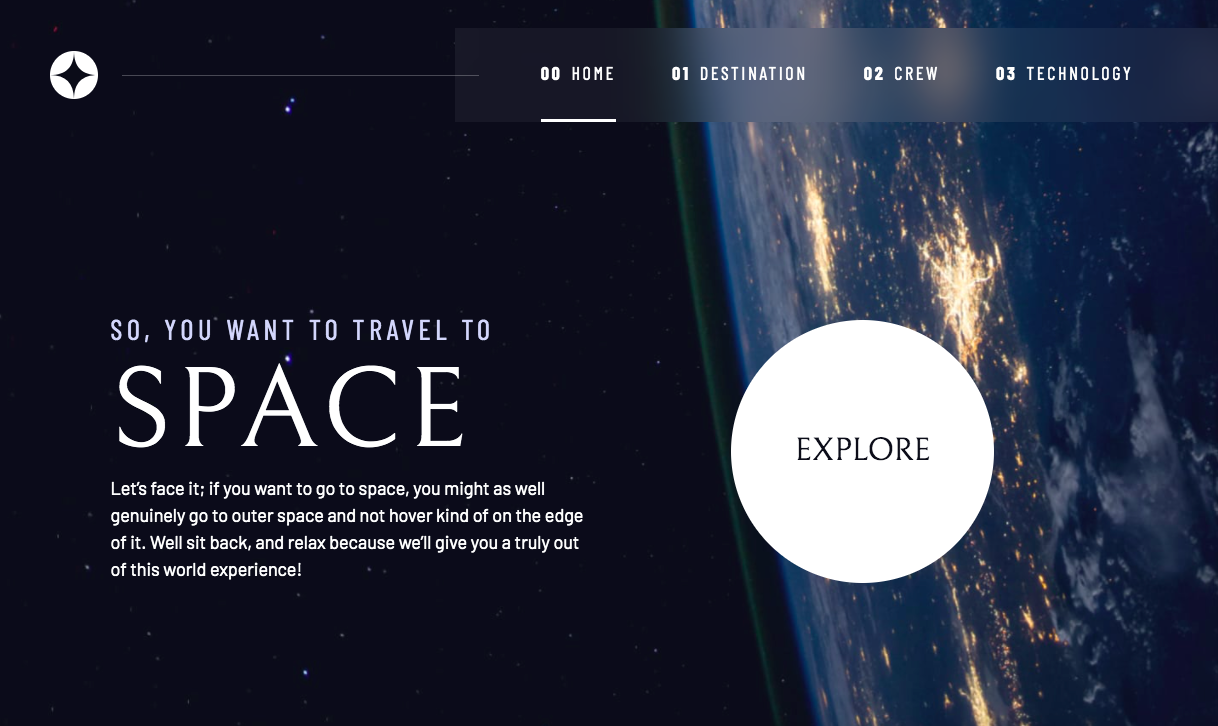 00 HOME 01 DESTINATION 02 CREW 03 TECHNOLOGY
SO, YOU WANT TO TRAVEL TO
SPACE
Let's face it; if you want to go to space, you might as well
genuinely go to outer space and not hover kind of on the edge
of it. Well sit back, and relax because we'll give you a truly out
of this world experience!
EXPLORE